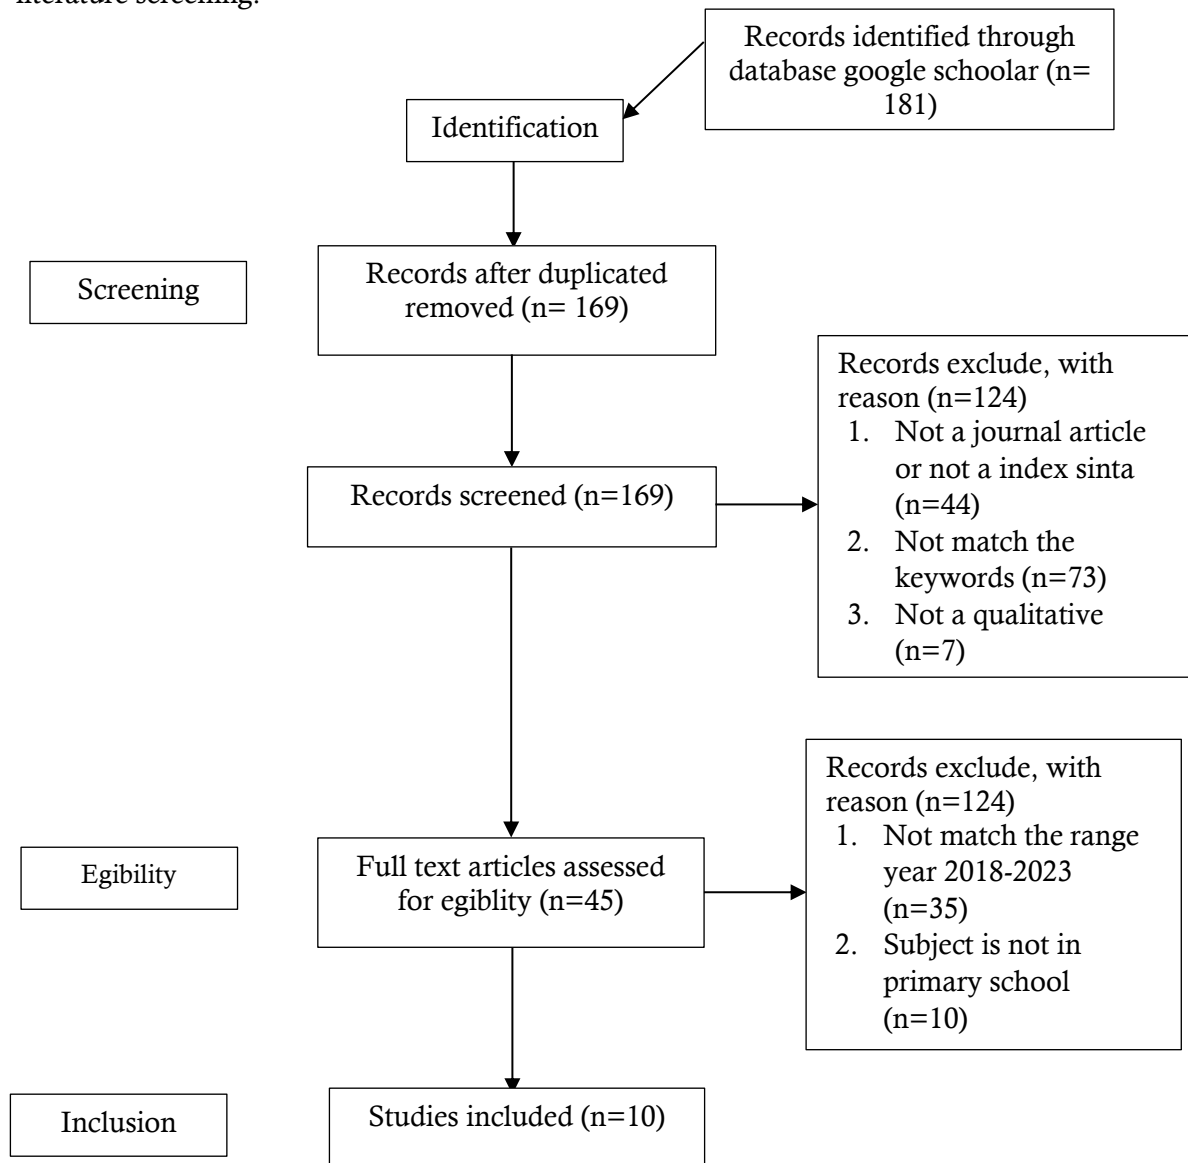 literature screening.
Records identified through
database google schoolar (n=
181)
Identification
Screening
Records after duplicated
removed (n= 169)
Records screened (n=169)
Records exclude, with
reason (n=124)
1. Not a journal article
or not a index sinta
(n=44)
2. Not match the
keywords (n=73)
3. Not a qualitative
(n=7)
Egibility
Full text articles assessed
for egiblity (n=45)
Records exclude, with
reason (n=124)
1. Not match the range
year 2018-2023
(n=35)
2. Subject is not in
primary school
(n=10)
Inclusion
Studies included (n=10)